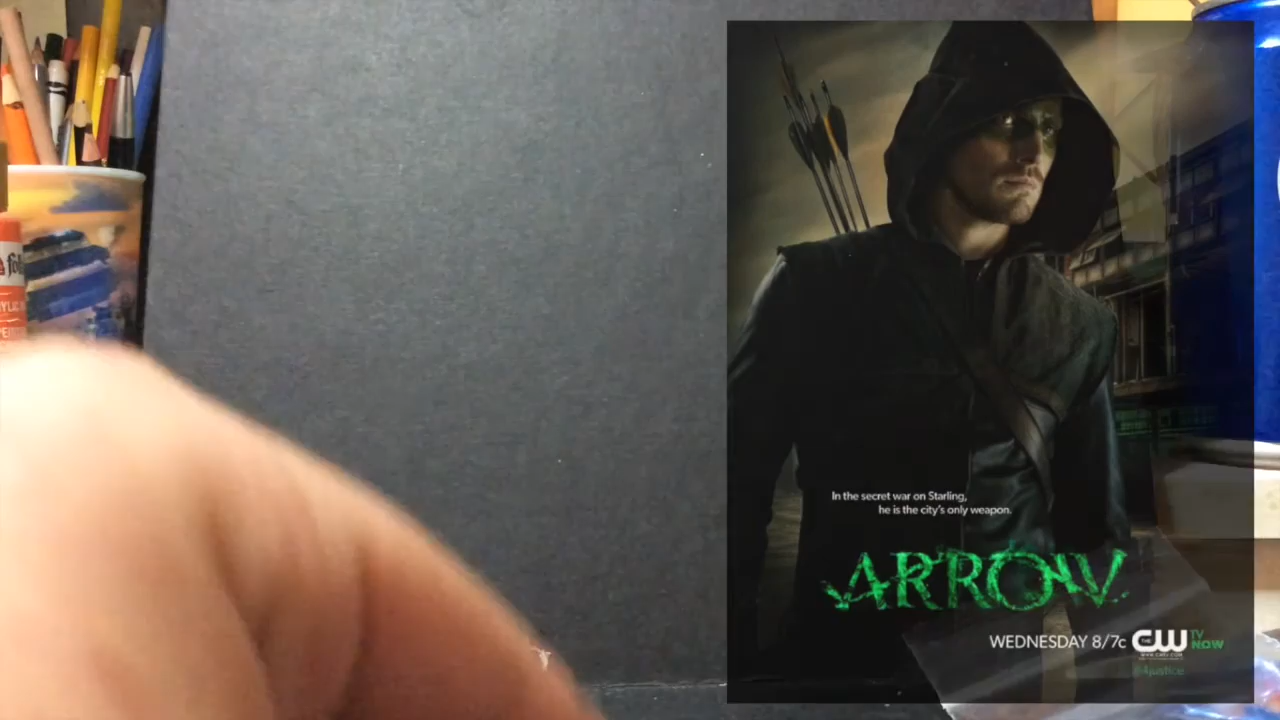 In the secret war on Starling,
he is the city's only weapon.
ARROW
WEDNESDAY 8/7c THE CW TV NOW